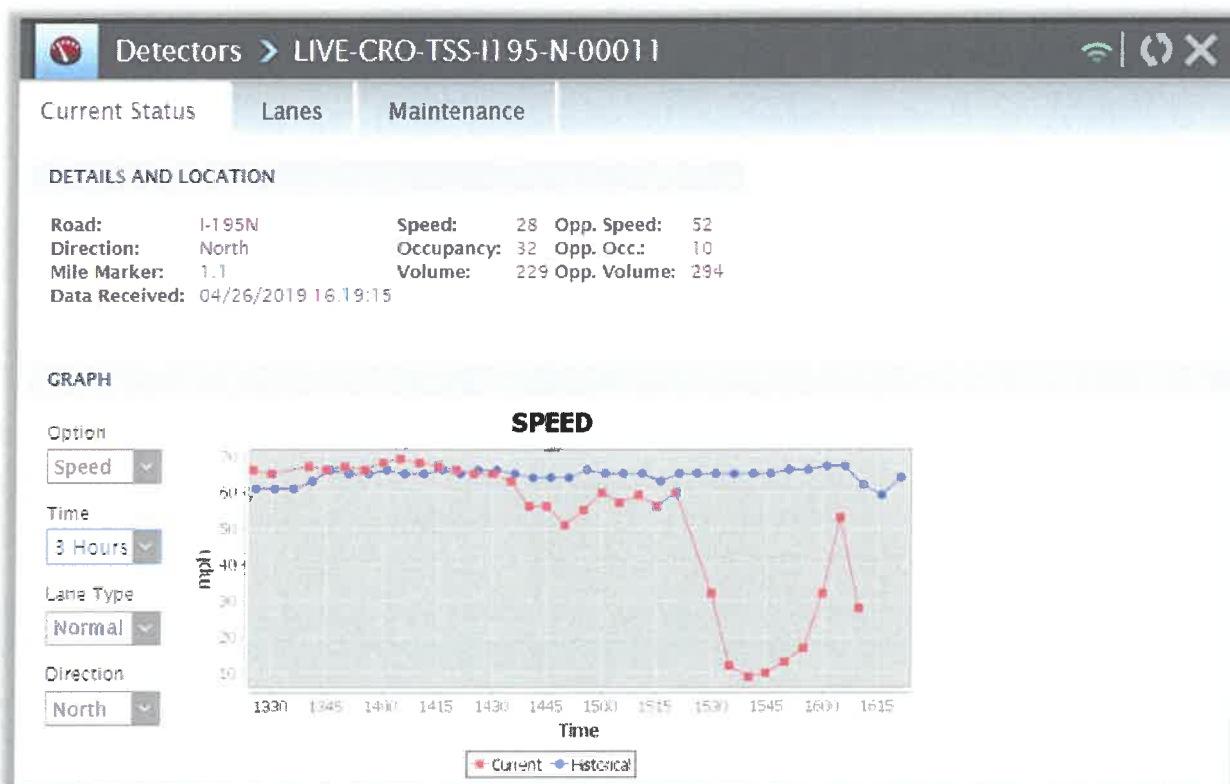 Detectors > LIVE-CRO-TSS-I195-N-00011
Current Status Lanes Maintenance
DETAILS AND LOCATION
Road: I-195N Speed: 28 Opp. Speed: 52
Direction: North Occupancy: 32 Opp. Occ.: 10
Mile Marker: 1.1 Volume: 229 Opp. Volume: 294
Data Received: 04/26/2019 16:19:15
GRAPH
SPEED
Option
Speed
Time
3 Hours
Lane Type
Normal
Direction
North
mph
70
60
50
40
30
20
10
1330 1345 1400 1415 1430 1445 1500 1515 1530 1545 1600 1615
Time
Current Historical